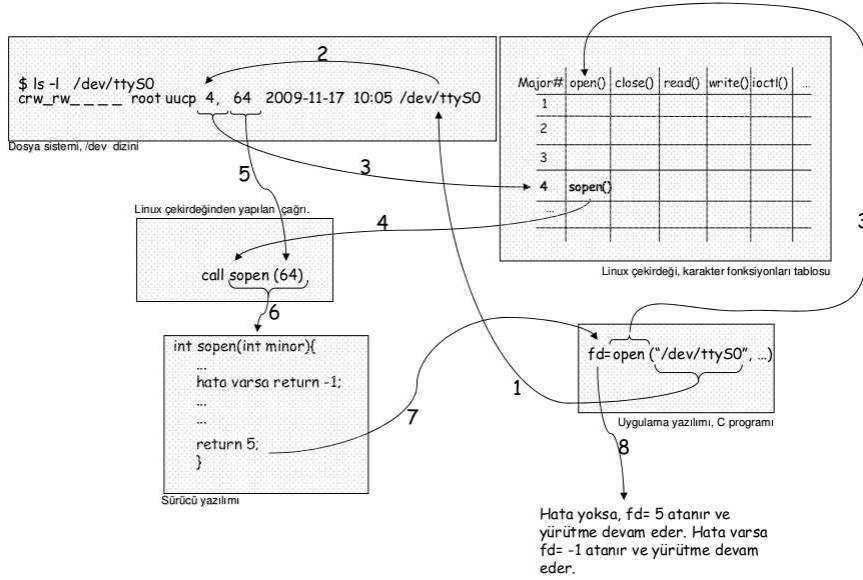 2
3
$ ls -l /dev/ttyS0
crw_rw_ _ _ _ root uucp 4, 64 2009-11-17 10:05 /dev/ttyS0
Dosya sistemi, /dev dizini
Major# open() close() read() write() ioctl() ...
1
2
3
4 sopen()
...
Linux çekirdeği, karakter fonksiyonları tablosu
3
5
4
3
Linux çekirdeğinden yapılan çağrı.
call sopen (64)
6
int sopen(int minor){
...
hata varsa return -1;
...
...
return 5;
}
Sürücü yazılımı
7
1
fd=open ("/dev/ttyS0", ...)
Uygulama yazılımı, C programı
8
Hata yoksa, fd= 5 atanır ve
yürütme devam eder. Hata varsa
fd= -1 atanır ve yürütme devam
eder.